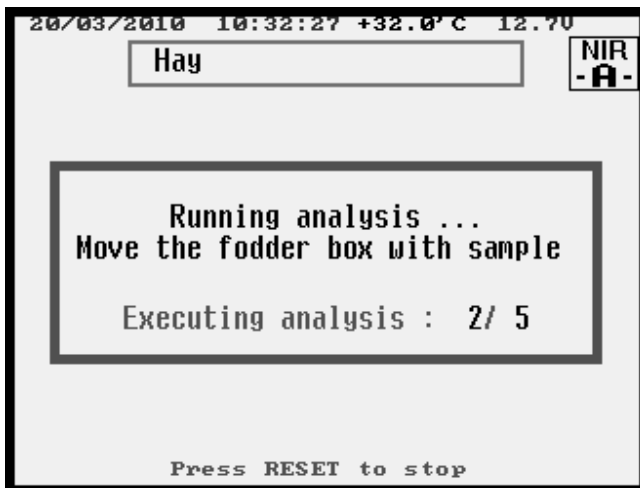 20/03/2010 10:32:27 +32.0°C 12.7V
Hay
NIR
-A-
Running analysis ...
Move the fodder box with sample
Executing analysis : 2/ 5
Press RESET to stop